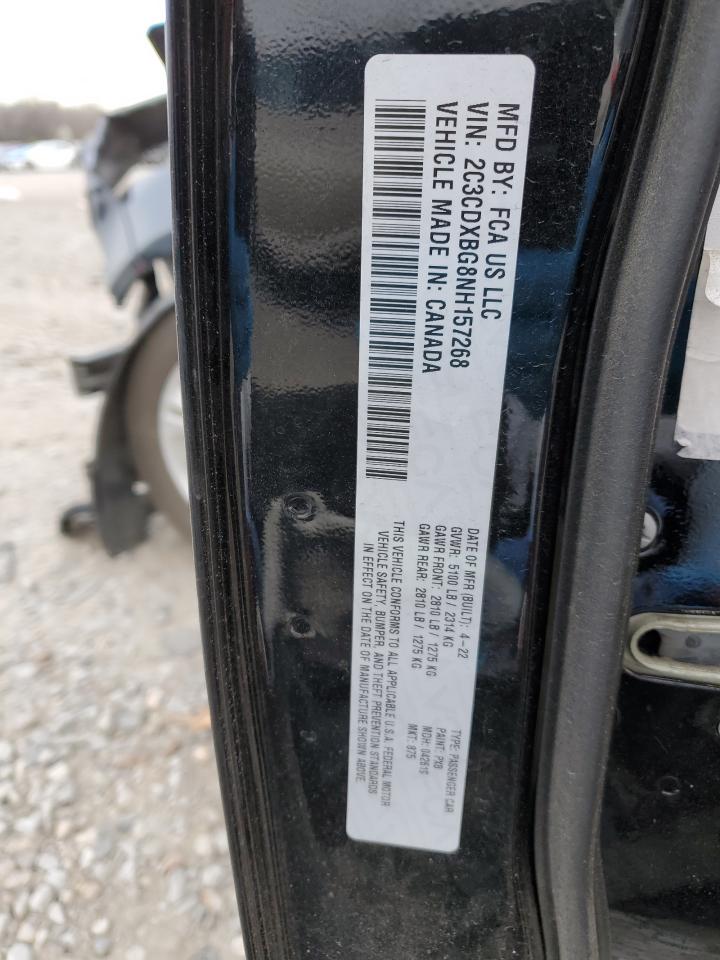 MFD BY: FCA US LLC
VIN: 2C3CDXBG8NH157268
VEHICLE MADE IN: CANADA
DATE OF MFR (BUILT): 4-22
GVWR: 5100 LB / 2314 KG
GAWR FRONT: 2810 LB / 1275 KG
GAWR REAR: 2810 LB / 1275 KG
TYPE: PASSENGER CAR
PAINT: PX8
MDH: 042619
MKT: 875
THIS VEHICLE CONFORMS TO ALL APPLICABLE U.S.A. FEDERAL MOTOR
VEHICLE SAFETY, BUMPER, AND THEFT PREVENTION STANDARDS
IN EFFECT ON THE DATE OF MANUFACTURE SHOWN ABOVE.